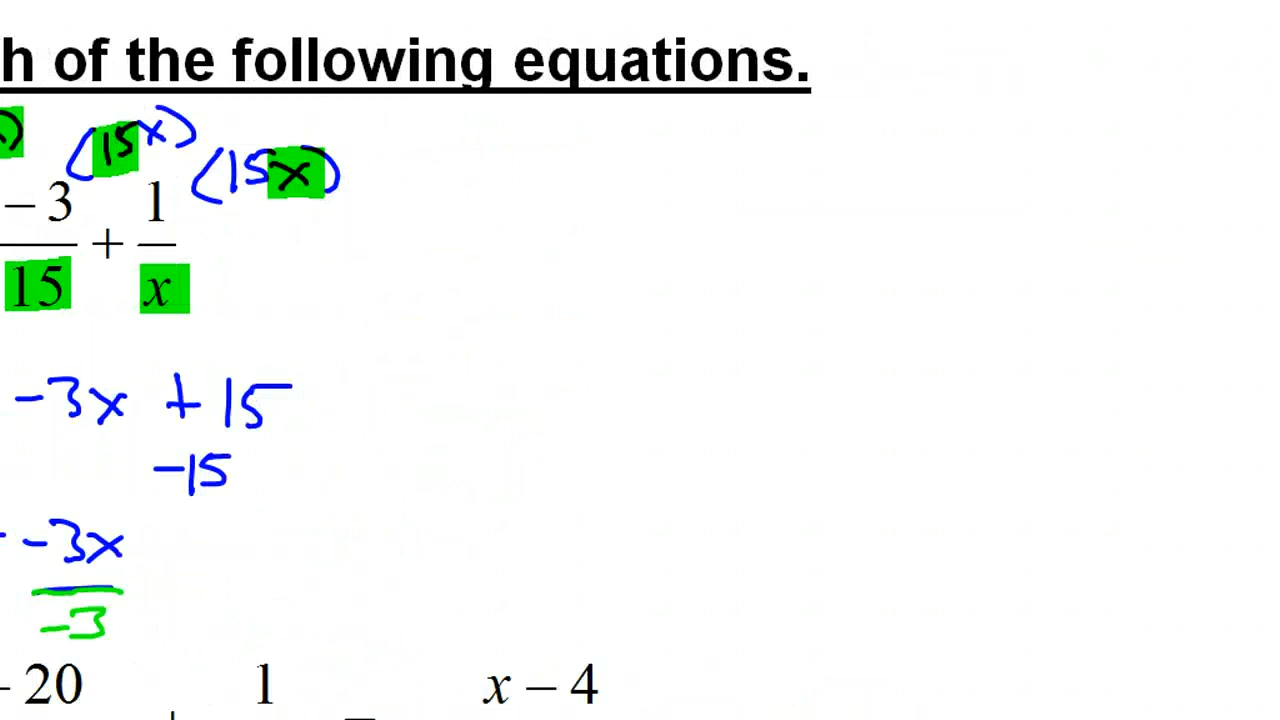 h of the following equations.
) (15x) (15x)
-3/15 + 1/x
-3x + 15
-15
-3x
-3
- 20 1 x - 4
+ =